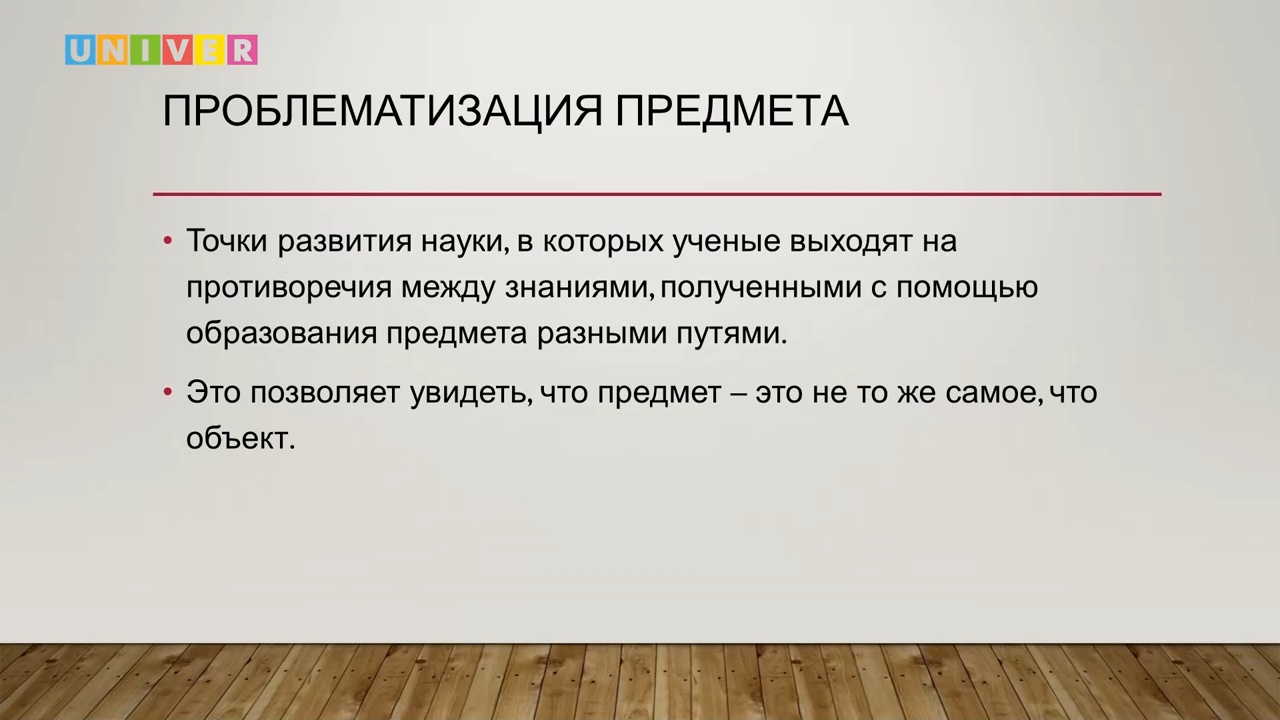 UNIVER
ПРОБЛЕМАТИЗАЦИЯ ПРЕДМЕТА
• Точки развития науки, в которых ученые выходят на
противоречия между знаниями, полученными с помощью
образования предмета разными путями.
• Это позволяет увидеть, что предмет – это не то же самое, что
объект.